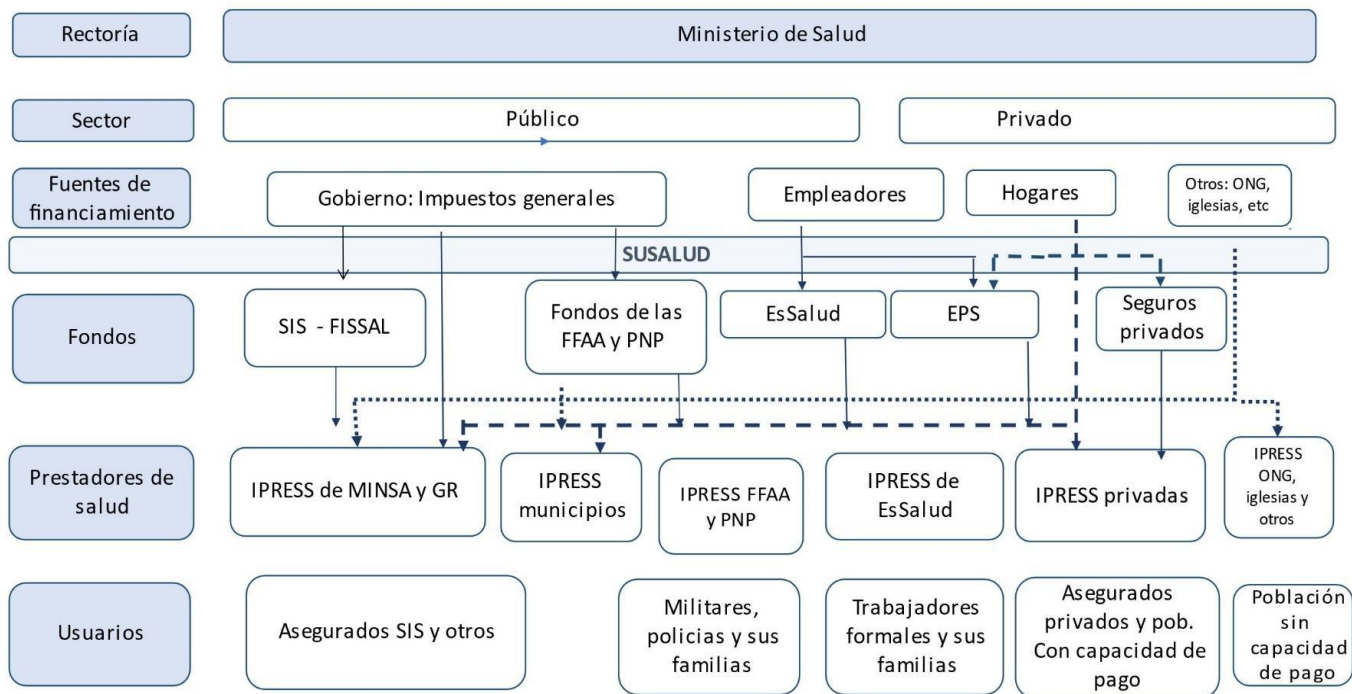 Rectoría
Ministerio de Salud
Sector
Público
Privado
Fuentes de
financiamiento
Gobierno: Impuestos generales
Empleadores
Hogares
Otros: ONG,
iglesias, etc
SUSALUD
Fondos
SIS - FISSAL
Fondos de las
FFAA y PNP
EsSalud
EPS
Seguros
privados
Prestadores de
salud
IPRESS de MINSA y GR
IPRESS
municipios
IPRESS FFAA
y PNP
IPRESS de
EsSalud
IPRESS privadas
IPRESS
ONG,
iglesias y
otros
Usuarios
Asegurados SIS y otros
Militares,
policias y sus
familias
Trabajadores
formales y sus
familias
Asegurados
privados y pob.
Con capacidad de
pago
Población
sin
capacidad
de pago